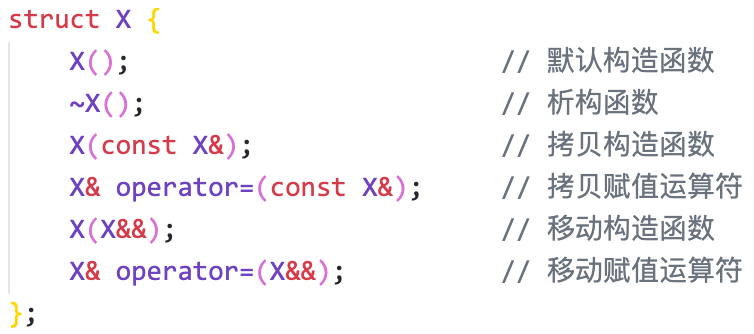 struct X {
    X();                        // 默认构造函数
    ~X();                       // 析构函数
    X(const X&);                // 拷贝构造函数
    X& operator=(const X&);     // 拷贝赋值运算符
    X(X&&);                     // 移动构造函数
    X& operator=(X&&);          // 移动赋值运算符
};